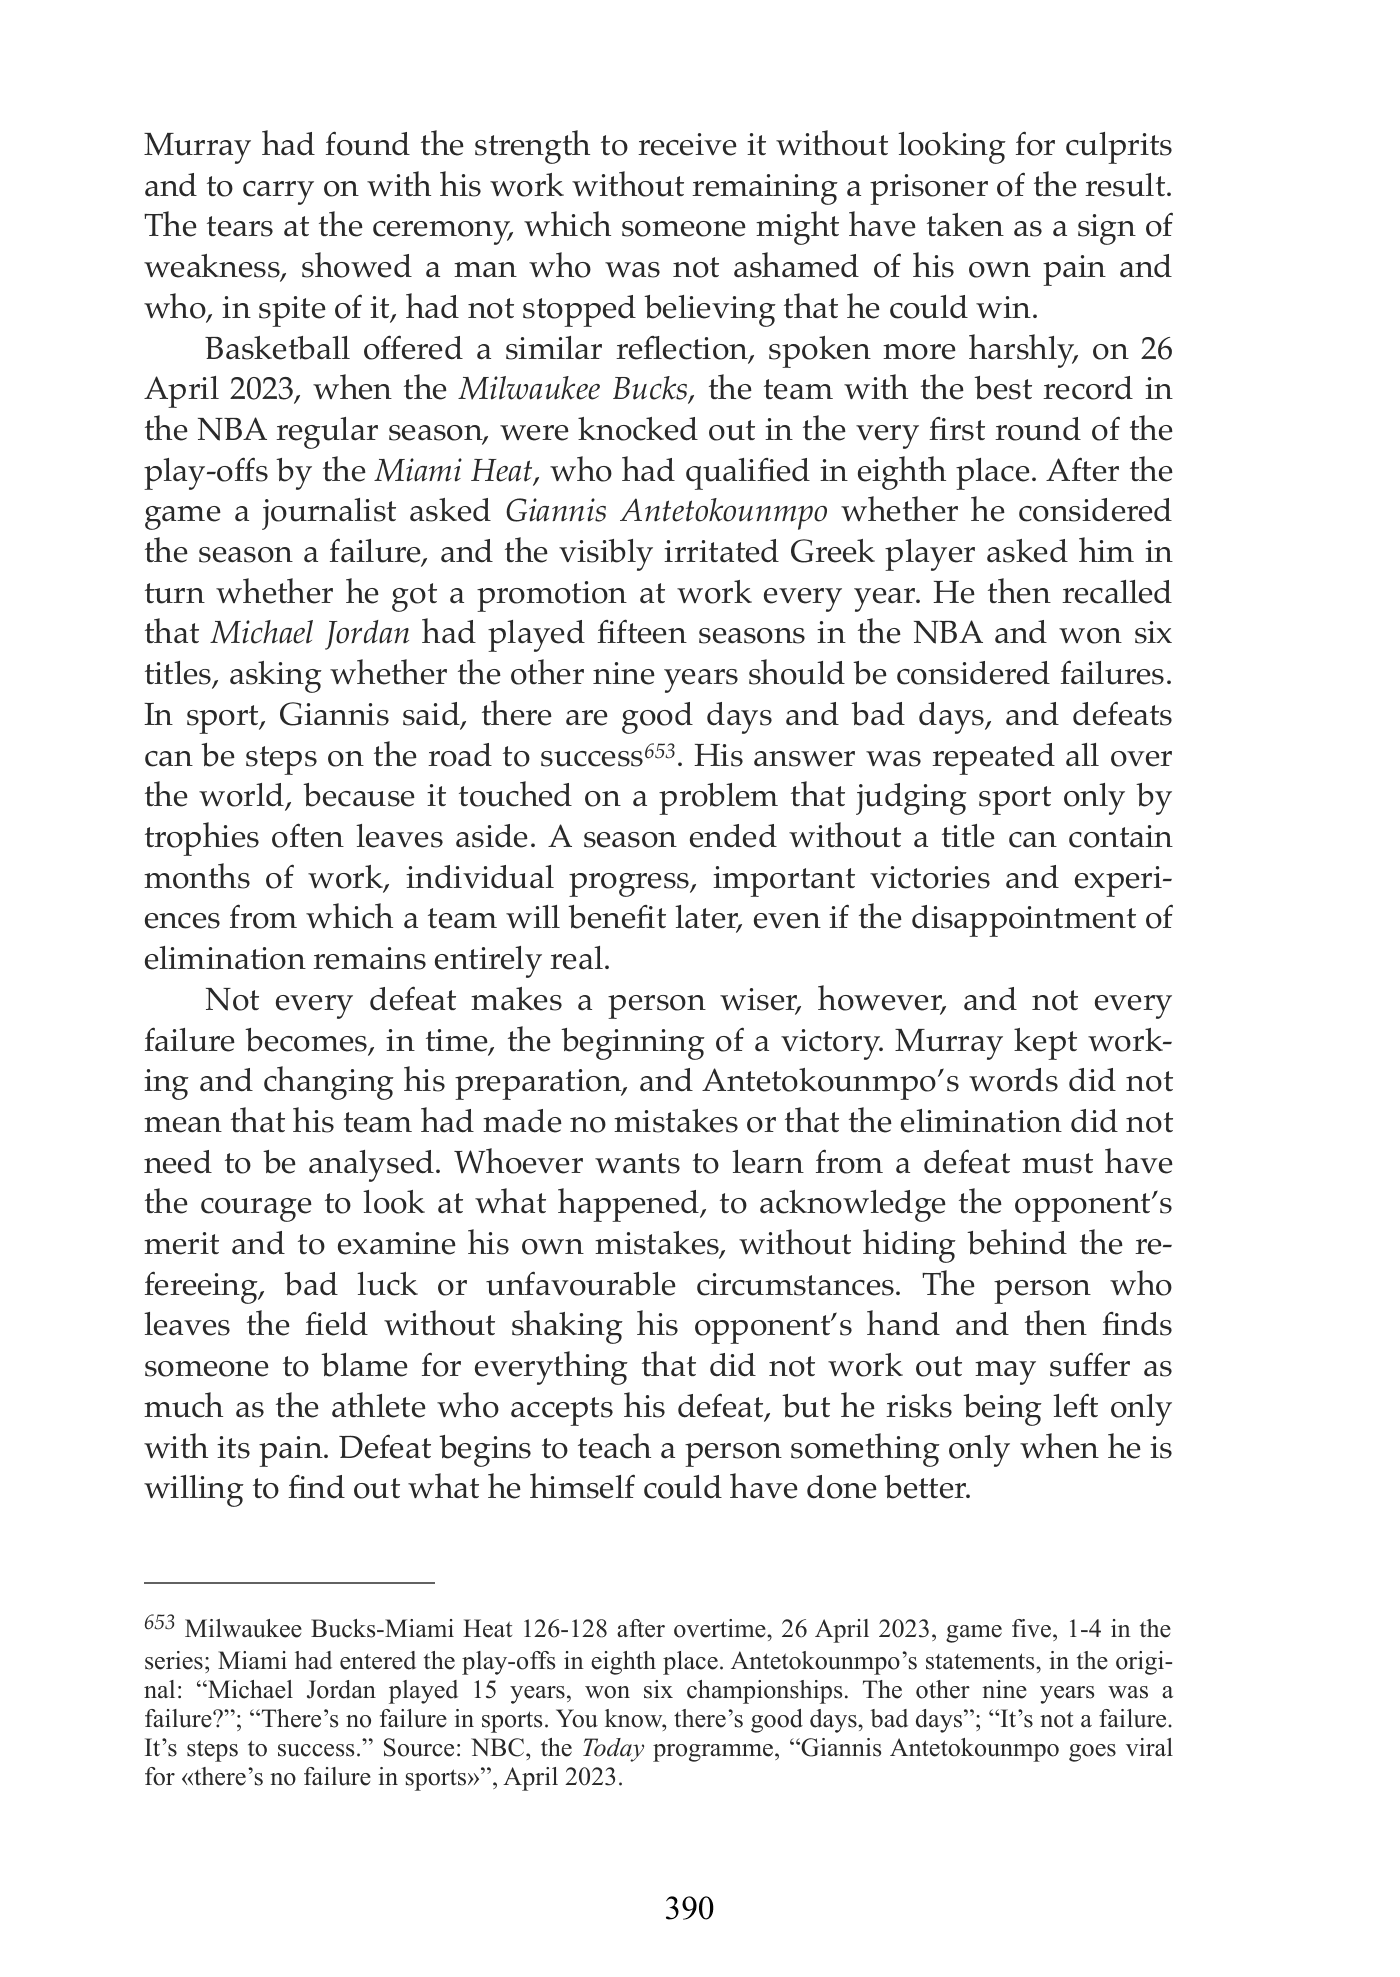 Murray had found the strength to receive it without looking for culprits
and to carry on with his work without remaining a prisoner of the result.
The tears at the ceremony, which someone might have taken as a sign of
weakness, showed a man who was not ashamed of his own pain and
who, in spite of it, had not stopped believing that he could win.
Basketball offered a similar reflection, spoken more harshly, on 26
April 2023, when the Milwaukee Bucks, the team with the best record in
the NBA regular season, were knocked out in the very first round of the
play-offs by the Miami Heat, who had qualified in eighth place. After the
game a journalist asked Giannis Antetokounmpo whether he considered
the season a failure, and the visibly irritated Greek player asked him in
turn whether he got a promotion at work every year. He then recalled
that Michael Jordan had played fifteen seasons in the NBA and won six
titles, asking whether the other nine years should be considered failures.
In sport, Giannis said, there are good days and bad days, and defeats
can be steps on the road to success653. His answer was repeated all over
the world, because it touched on a problem that judging sport only by
trophies often leaves aside. A season ended without a title can contain
months of work, individual progress, important victories and experi-
ences from which a team will benefit later, even if the disappointment of
elimination remains entirely real.
Not every defeat makes a person wiser, however, and not every
failure becomes, in time, the beginning of a victory. Murray kept work-
ing and changing his preparation, and Antetokounmpo’s words did not
mean that his team had made no mistakes or that the elimination did not
need to be analysed. Whoever wants to learn from a defeat must have
the courage to look at what happened, to acknowledge the opponent’s
merit and to examine his own mistakes, without hiding behind the re-
fereeing, bad luck or unfavourable circumstances. The person who
leaves the field without shaking his opponent’s hand and then finds
someone to blame for everything that did not work out may suffer as
much as the athlete who accepts his defeat, but he risks being left only
with its pain. Defeat begins to teach a person something only when he is
willing to find out what he himself could have done better.
653 Milwaukee Bucks-Miami Heat 126-128 after overtime, 26 April 2023, game five, 1-4 in the
series; Miami had entered the play-offs in eighth place. Antetokounmpo’s statements, in the origi-
nal: “Michael Jordan played 15 years, won six championships. The other nine years was a
failure?”; “There’s no failure in sports. You know, there’s good days, bad days”; “It’s not a failure.
It’s steps to success.” Source: NBC, the Today programme, “Giannis Antetokounmpo goes viral
for «there’s no failure in sports»”, April 2023.
390